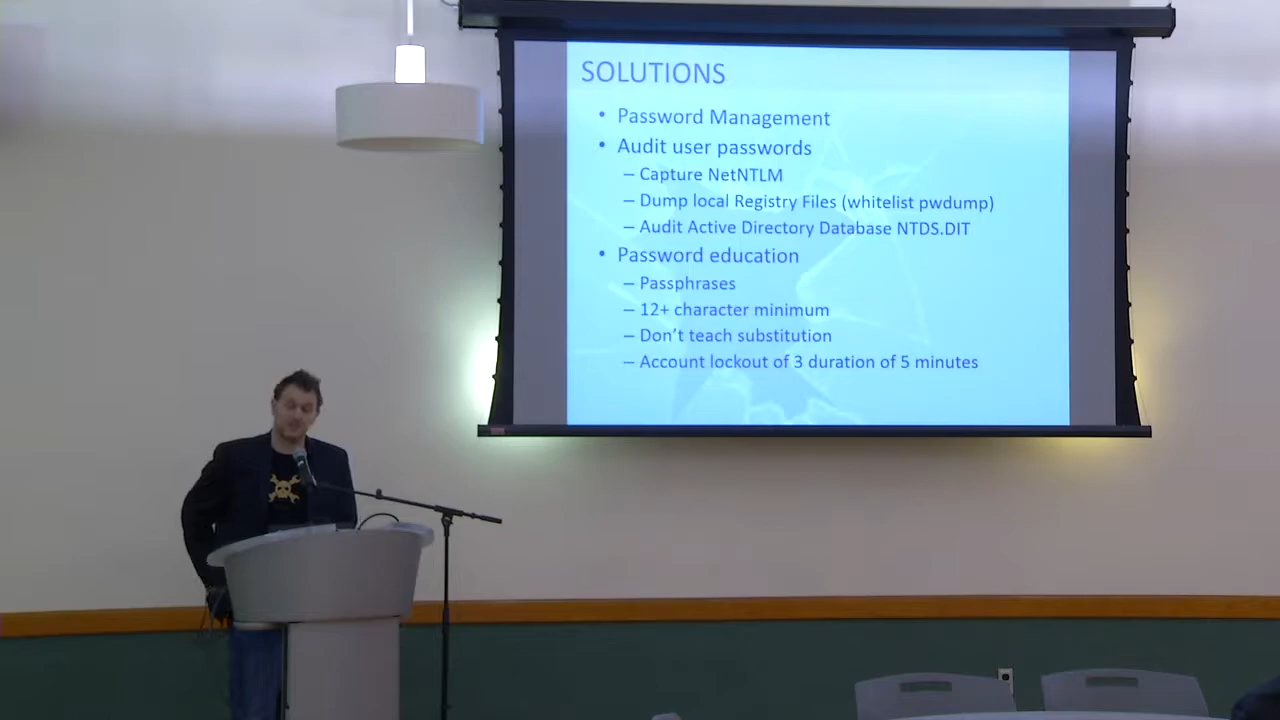 SOLUTIONS
• Password Management
• Audit user passwords
– Capture NetNTLM
– Dump local Registry Files (whitelist pwdump)
– Audit Active Directory Database NTDS.DIT
• Password education
– Passphrases
– 12+ character minimum
– Don't teach substitution
– Account lockout of 3 duration of 5 minutes